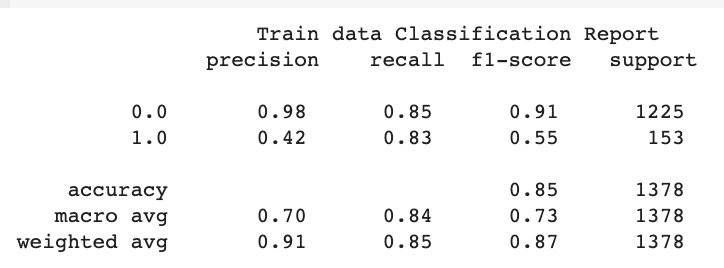 Train data Classification Report
precision recall f1-score support
0.0 0.98 0.85 0.91 1225
1.0 0.42 0.83 0.55 153
accuracy 0.85 1378
macro avg 0.70 0.84 0.73 1378
weighted avg 0.91 0.85 0.87 1378